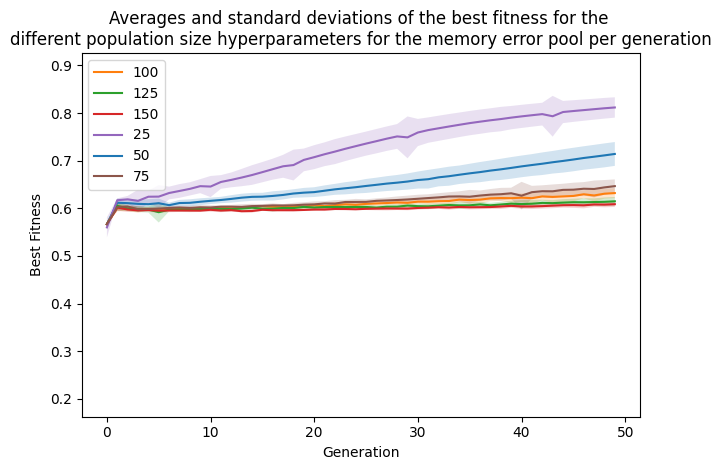 Averages and standard deviations of the best fitness for the
different population size hyperparameters for the memory error pool per generation
0.9
0.8
0.7
0.6
0.5
0.4
0.3
0.2
Best Fitness
100
125
150
25
50
75
0 10 20 30 40 50
Generation